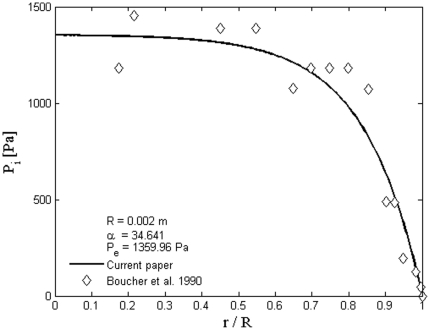 1500
1000
500
0
P_i [Pa]
R = 0.002 m
α = 34.641
P_e = 1359.96 Pa
Current paper
Boucher et al. 1990
0 0.1 0.2 0.3 0.4 0.5 0.6 0.7 0.8 0.9 1.0
r / R